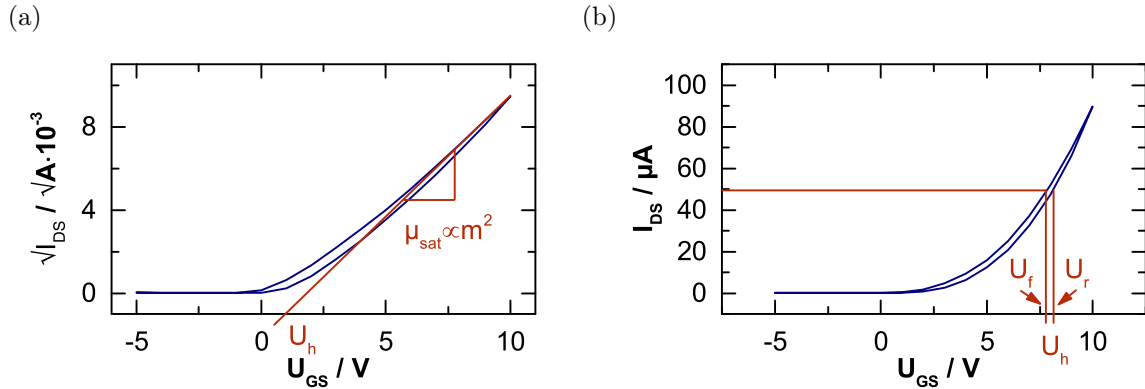 (a)
√I_DS / √A·10^-3
8
4
0
μ_sat∝m^2
U_h
-5 0 5 10
U_GS / V
(b)
I_DS / μA
100
80
60
40
20
0
U_f U_r
-5 0 5 10
U_h
U_GS / V